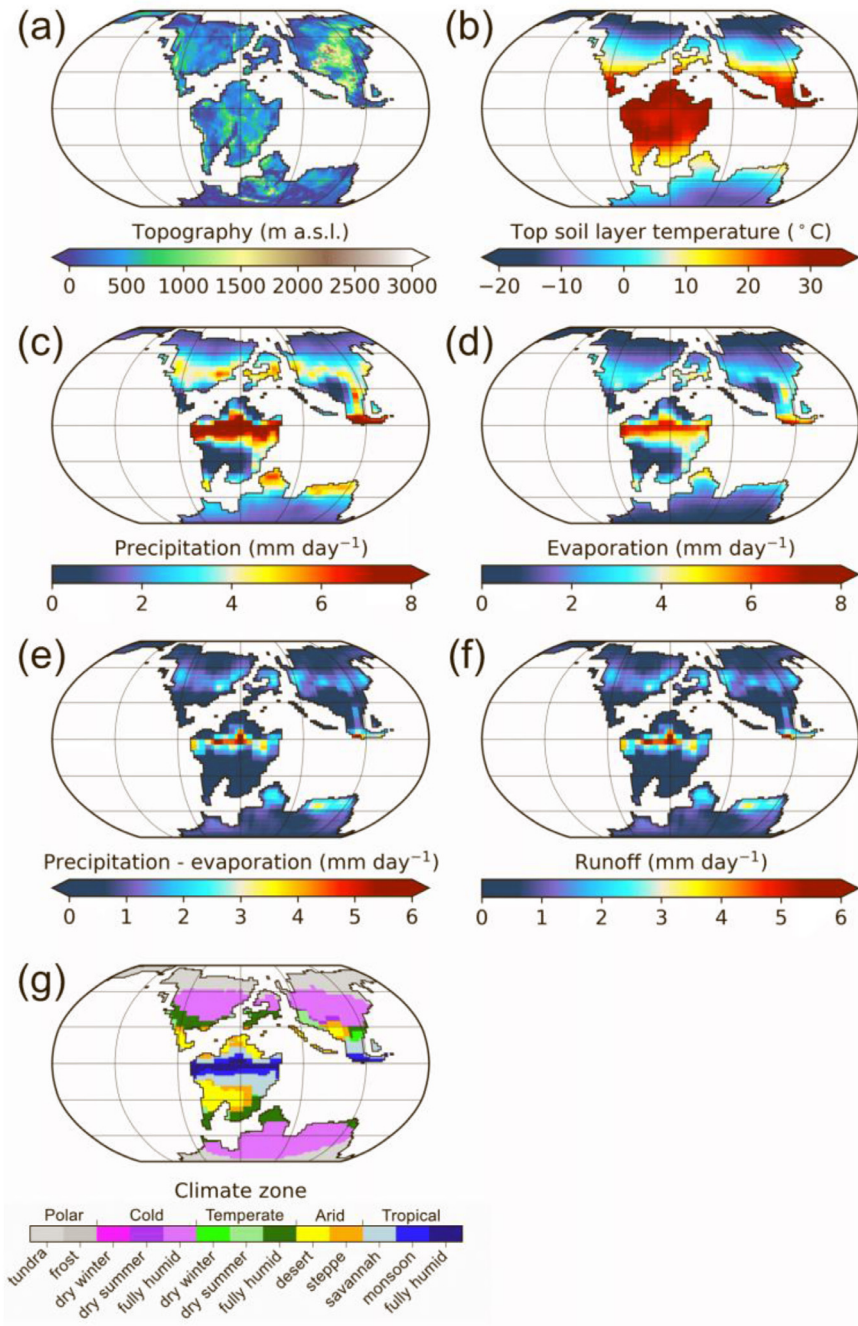 (a)
(b)
Topography (m a.s.l.)
0 500 1000 1500 2000 2500 3000
Top soil layer temperature (°C)
−20 −10 0 10 20 30
(c)
(d)
Precipitation (mm day⁻¹)
0 2 4 6 8
Evaporation (mm day⁻¹)
0 2 4 6 8
(e)
(f)
Precipitation - evaporation (mm day⁻¹)
0 1 2 3 4 5 6
Runoff (mm day⁻¹)
0 1 2 3 4 5 6
(g)
Climate zone
Polar Cold Temperate Arid Tropical
tundra frost dry winter dry summer fully humid dry winter dry summer fully humid desert steppe savannah monsoon fully humid